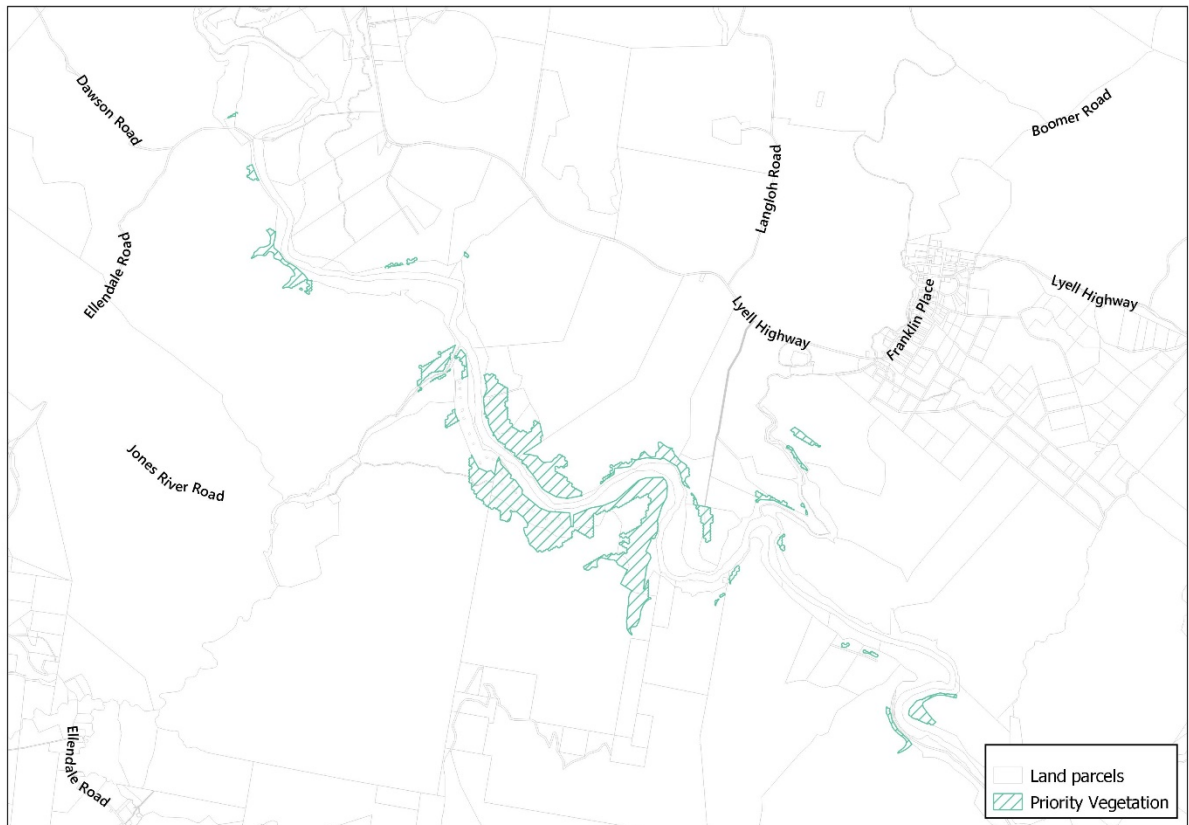 Dawson Road
Boomer Road
Langloh Road
Ellendale Road
Lyell Highway
Lyell Highway
Franklin Place
Jones River Road
Ellendale Road
Land parcels
Priority Vegetation